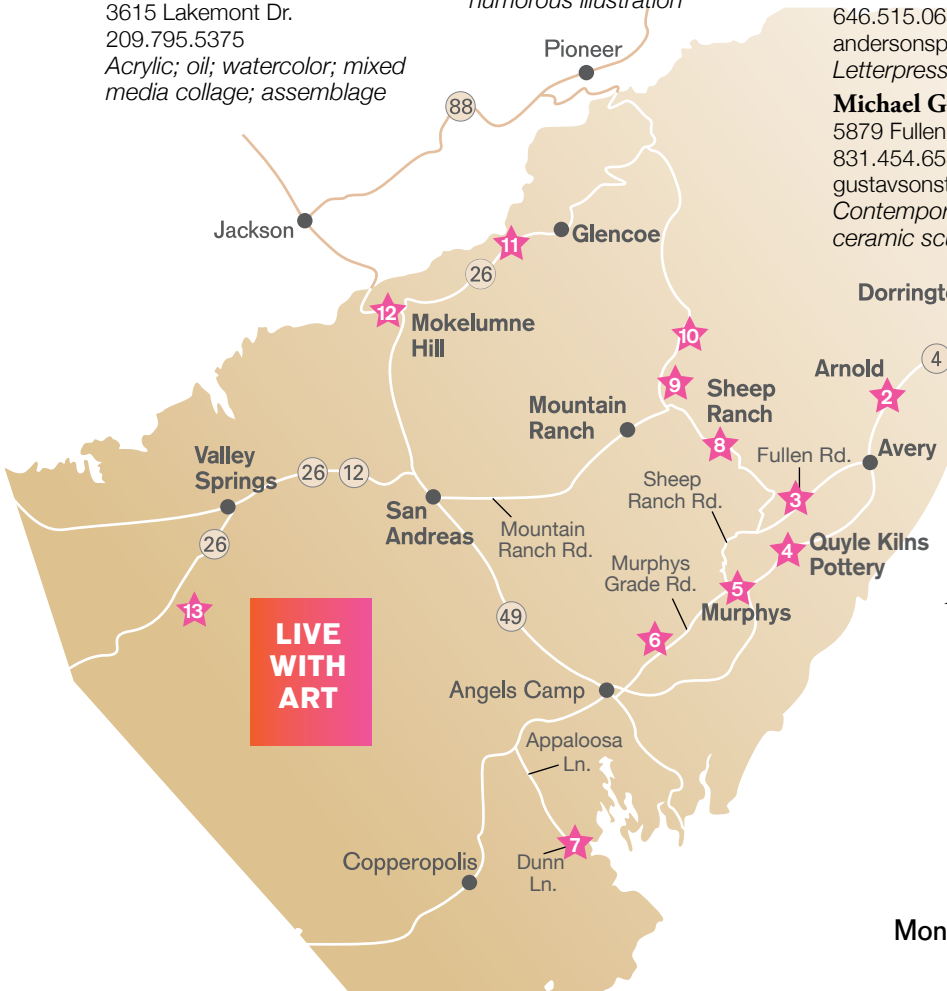 3615 Lakemont Dr.
209.795.5375
Acrylic; oil; watercolor; mixed
media collage; assemblage
numorous illustration
646.515.06
andersonsp
Letterpress
Michael G
5879 Fullen
831.454.65
gustavsonst
Contempor
ceramic scu
Pioneer
88
Jackson
11
Glencoe
26
12
Mokelumne
Hill
Dorringt
10
4
Arnold
2
9
Sheep
Ranch
Mountain
Ranch
8
Avery
Fullen Rd.
3
Valley
Springs
26
12
Sheep
Ranch Rd.
San
Andreas
Mountain
Ranch Rd.
26
4
Quyle Kilns
Pottery
Murphys
Grade Rd.
5
Murphys
13
LIVE
WITH
ART
49
6
Angels Camp
Appaloosa
Ln.
7
Copperopolis
Dunn
Ln.
Mon